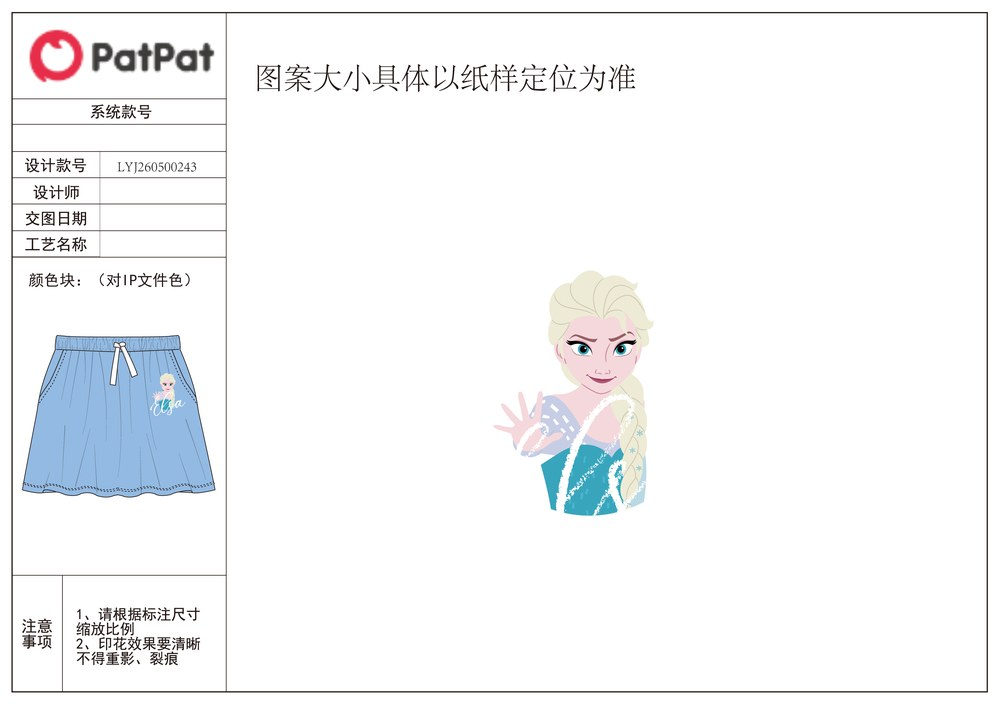 PatPat
图案大小具体以纸样定位为准
系统款号
设计款号 LYJ260500243
设计师
交图日期
工艺名称
颜色块：（对IP文件色）
Elsa
注意
事项
1、请根据标注尺寸
缩放比例
2、印花效果要清晰
不得重影、裂痕